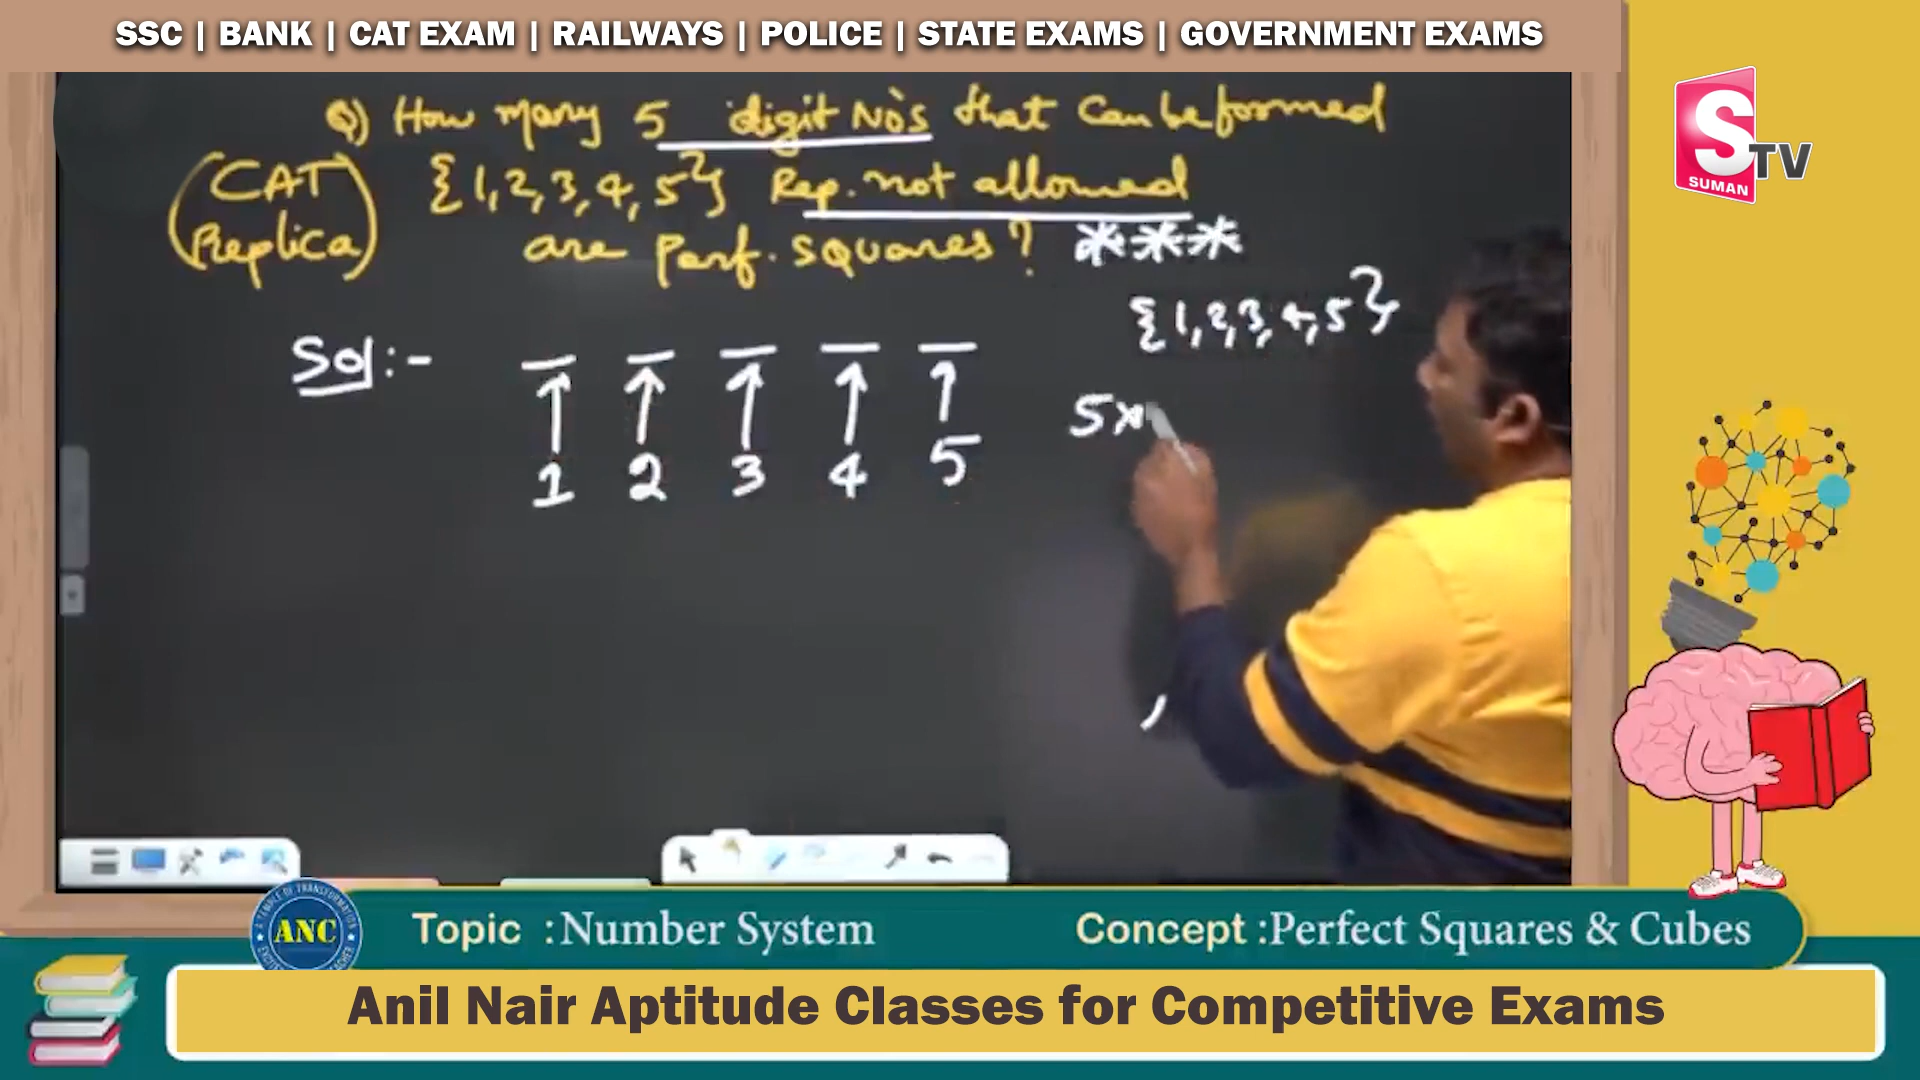 SSC | BANK | CAT EXAM | RAILWAYS | POLICE | STATE EXAMS | GOVERNMENT EXAMS
S TV
SUMAN
Q) How many 5 digit No's that can be formed
(CAT Replica) {1,2,3,4,5} Rep. not allowed
are Perf. squares? ***
{1,2,3,4,5}
Sol:-
5x
1 2 3 4 5
ANC
Topic : Number System
Concept : Perfect Squares & Cubes
Anil Nair Aptitude Classes for Competitive Exams